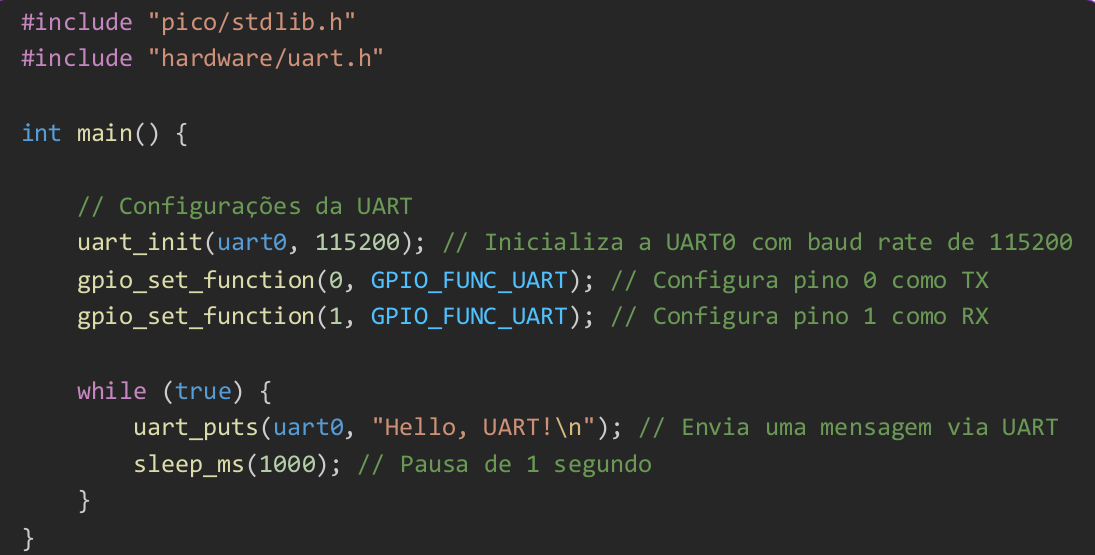 #include "pico/stdlib.h"
#include "hardware/uart.h"
int main() {
// Configurações da UART
uart_init(uart0, 115200); // Inicializa a UART0 com baud rate de 115200
gpio_set_function(0, GPIO_FUNC_UART); // Configura pino 0 como TX
gpio_set_function(1, GPIO_FUNC_UART); // Configura pino 1 como RX
while (true) {
uart_puts(uart0, "Hello, UART!\n"); // Envia uma mensagem via UART
sleep_ms(1000); // Pausa de 1 segundo
}
}